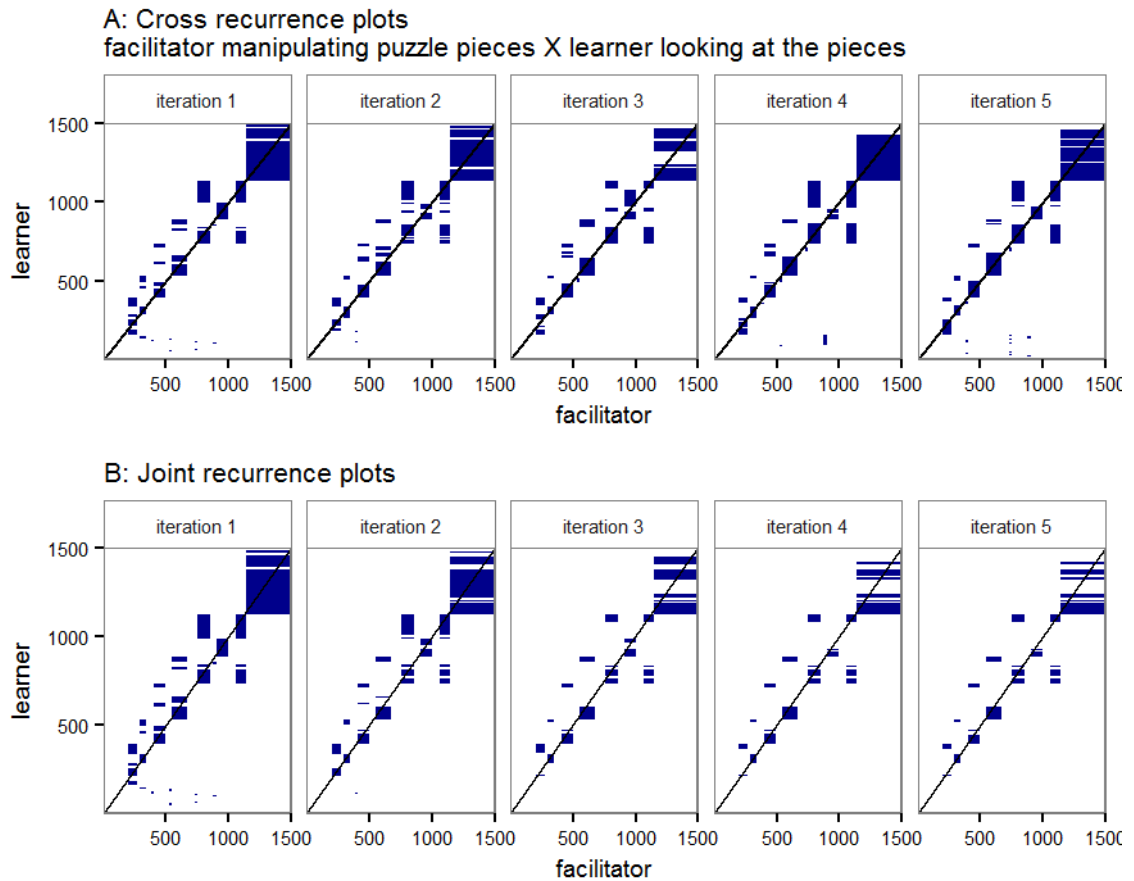 A: Cross recurrence plots
facilitator manipulating puzzle pieces X learner looking at the pieces
iteration 1 iteration 2 iteration 3 iteration 4 iteration 5
1500
1000
learner
500
500 1000 1500 500 1000 1500 500 1000 1500 500 1000 1500 500 1000 1500
facilitator
B: Joint recurrence plots
iteration 1 iteration 2 iteration 3 iteration 4 iteration 5
1500
1000
learner
500
500 1000 1500 500 1000 1500 500 1000 1500 500 1000 1500 500 1000 1500
facilitator